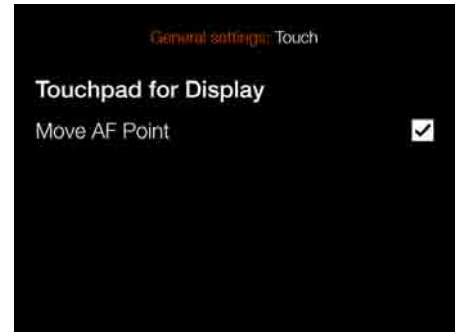 General settings: Touch
Touchpad for Display
Move AF Point